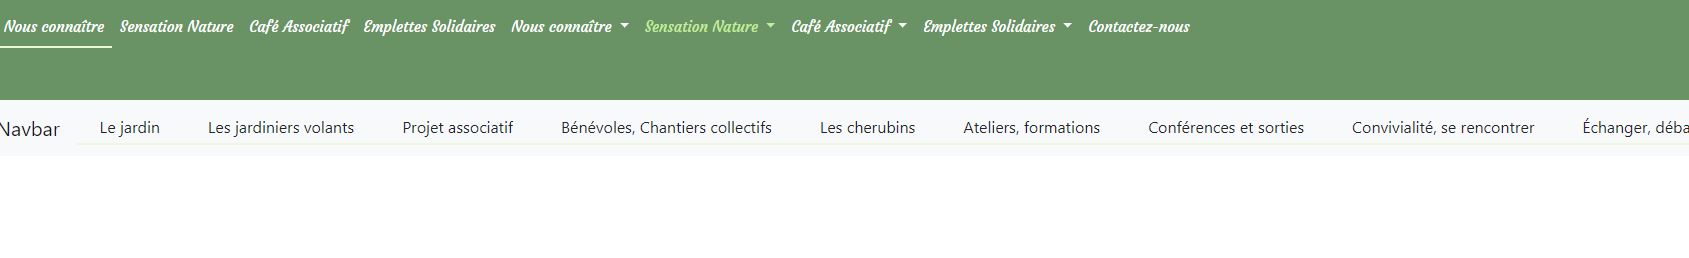 Nous connaître Sensation Nature Café Associatif Emplettes Solidaires Nous connaître Sensation Nature Café Associatif Emplettes Solidaires Contactez-nous
Navbar Le jardin Les jardiniers volants Projet associatif Bénévoles, Chantiers collectifs Les cherubins Ateliers, formations Conférences et sorties Convivialité, se rencontrer Échanger, déba